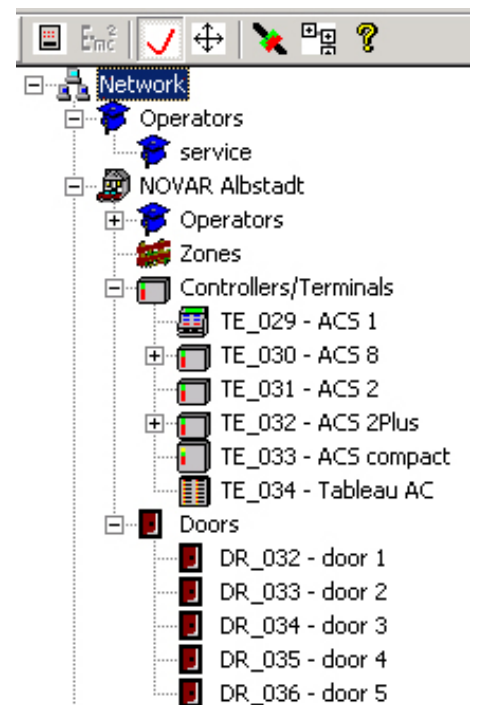 Emc²
Network
Operators
service
NOVAR Albstadt
Operators
Zones
Controllers/Terminals
TE_029 - ACS 1
TE_030 - ACS 8
TE_031 - ACS 2
TE_032 - ACS 2Plus
TE_033 - ACS compact
TE_034 - Tableau AC
Doors
DR_032 - door 1
DR_033 - door 2
DR_034 - door 3
DR_035 - door 4
DR_036 - door 5